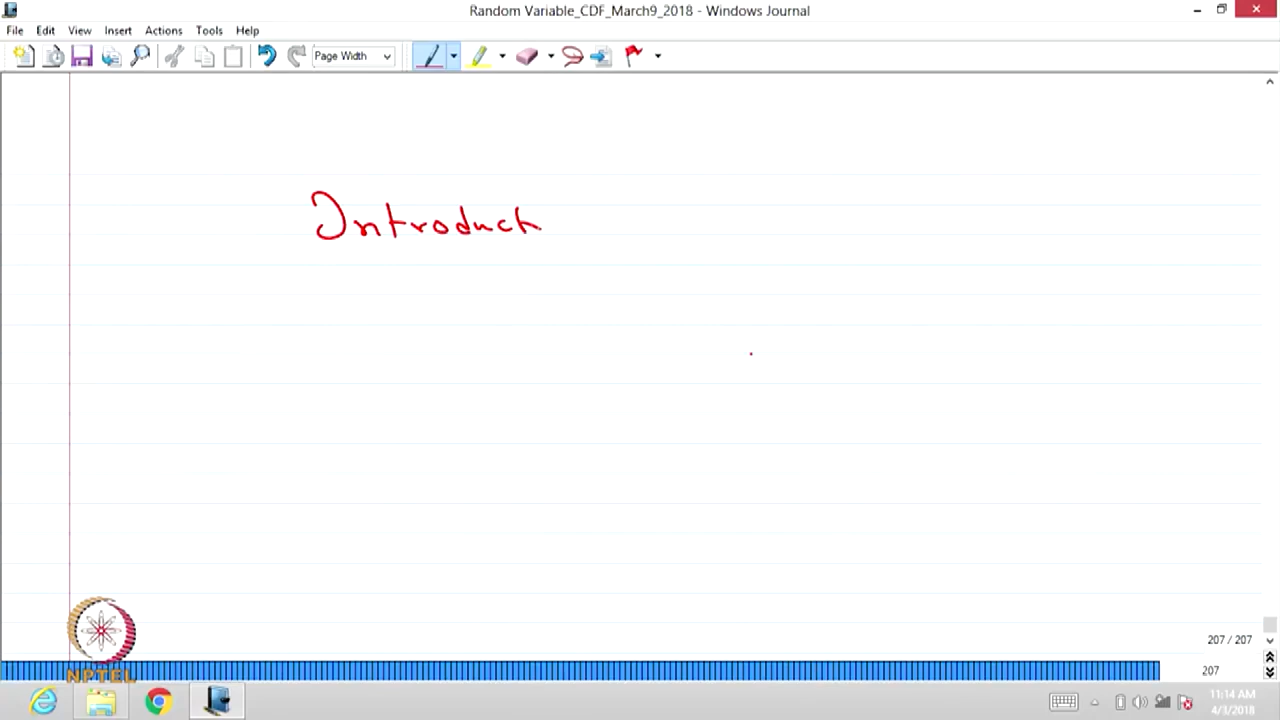 Random Variable_CDF_March9_2018 - Windows Journal
File Edit View Insert Actions Tools Help
Page Width
Introduct
207 / 207
207
NPTEL
11:14 AM
4/3/2018